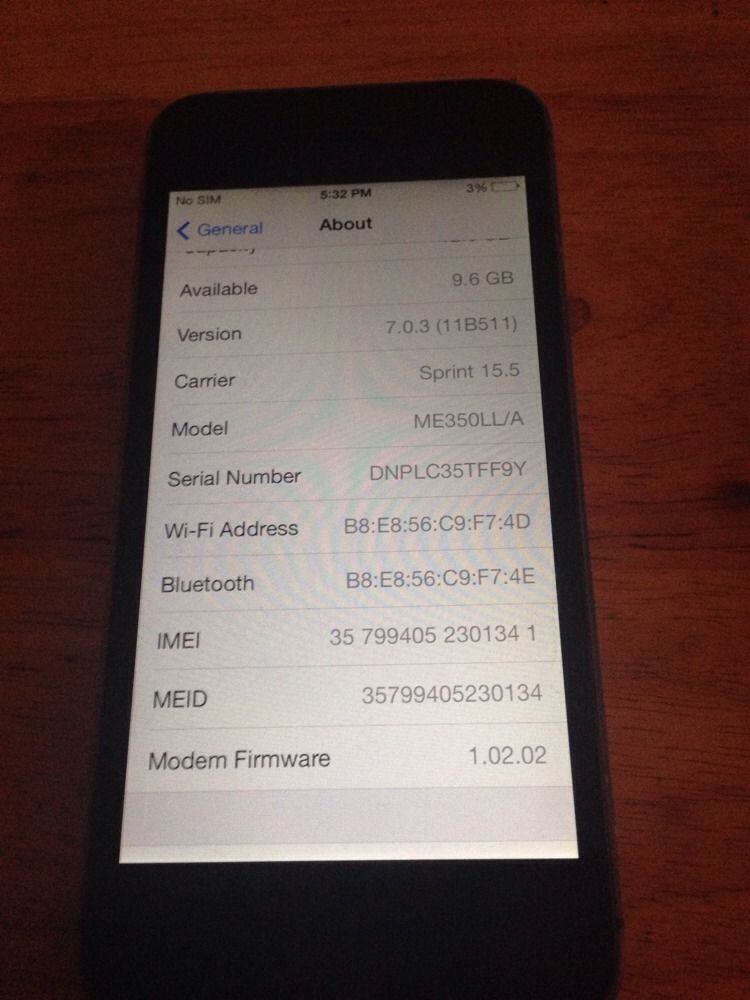 No SIM 5:32 PM 3%
General About
Available 9.6 GB
Version 7.0.3 (11B511)
Carrier Sprint 15.5
Model ME350LL/A
Serial Number DNPLC35TFF9Y
Wi-Fi Address B8:E8:56:C9:F7:4D
Bluetooth B8:E8:56:C9:F7:4E
IMEI 35 799405 230134 1
MEID 35799405230134
Modem Firmware 1.02.02